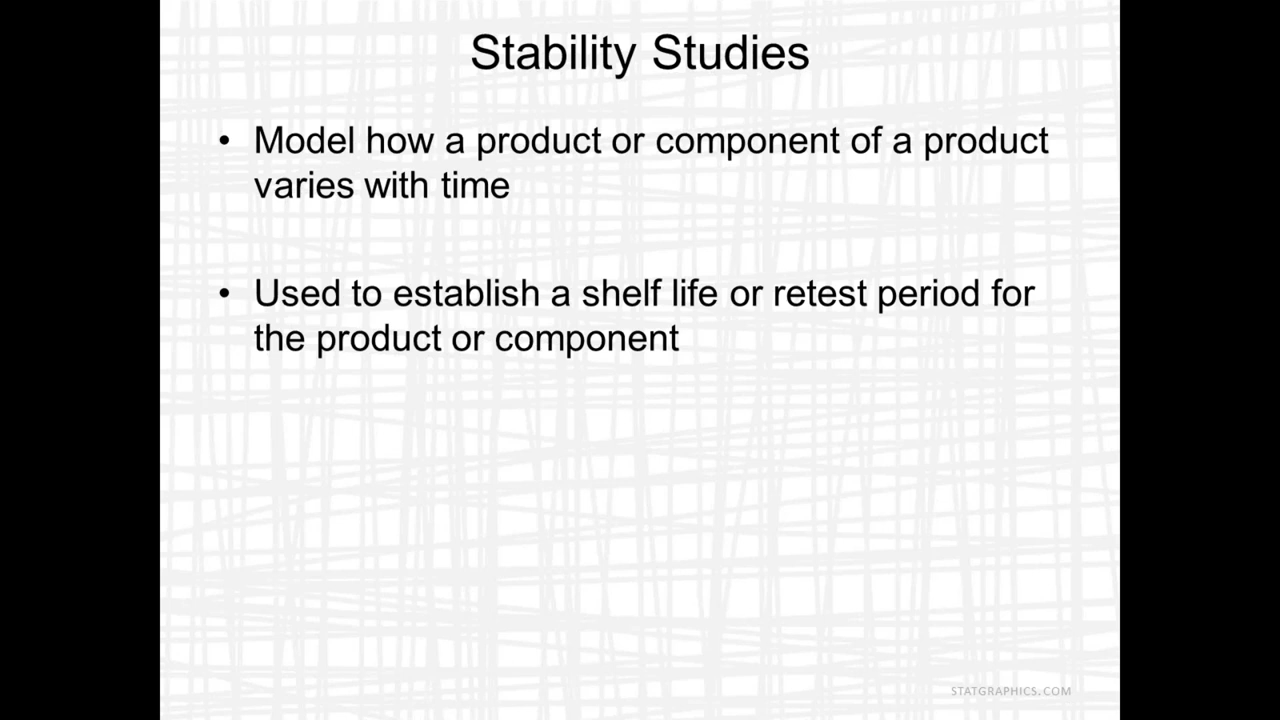 Stability Studies
• Model how a product or component of a product
varies with time
• Used to establish a shelf life or retest period for
the product or component
STATGRAPHICS.COM